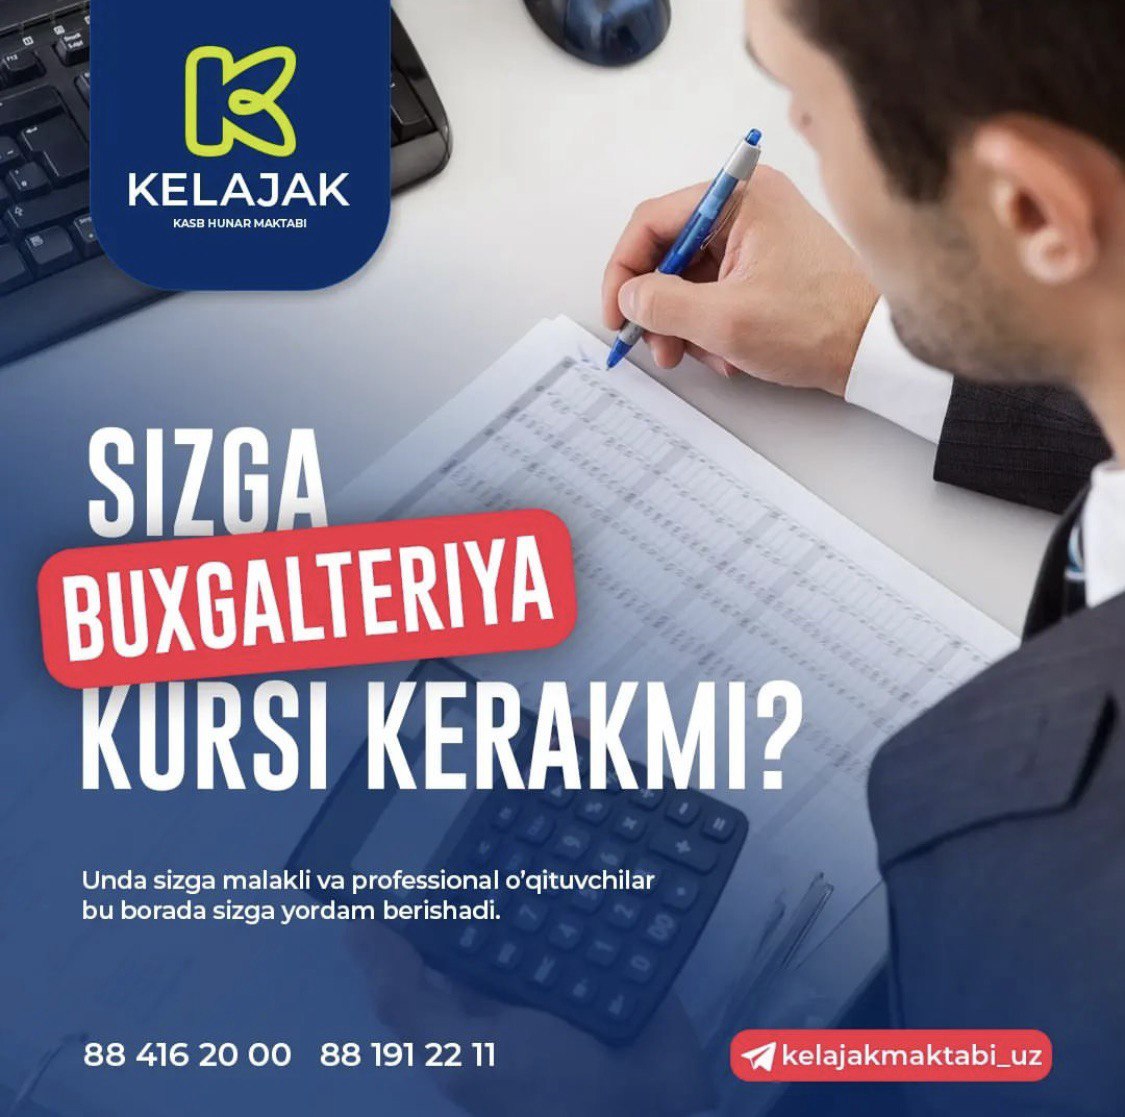 KELAJAK
KASB HUNAR MAKTABI
SIZGA
BUXGALTERIYA
KURSI KERAKMI?
Unda sizga malakli va professional o'qituvchilar
bu borada sizga yordam berishadi.
88 416 20 00 88 191 22 11
kelajakmaktabi_uz